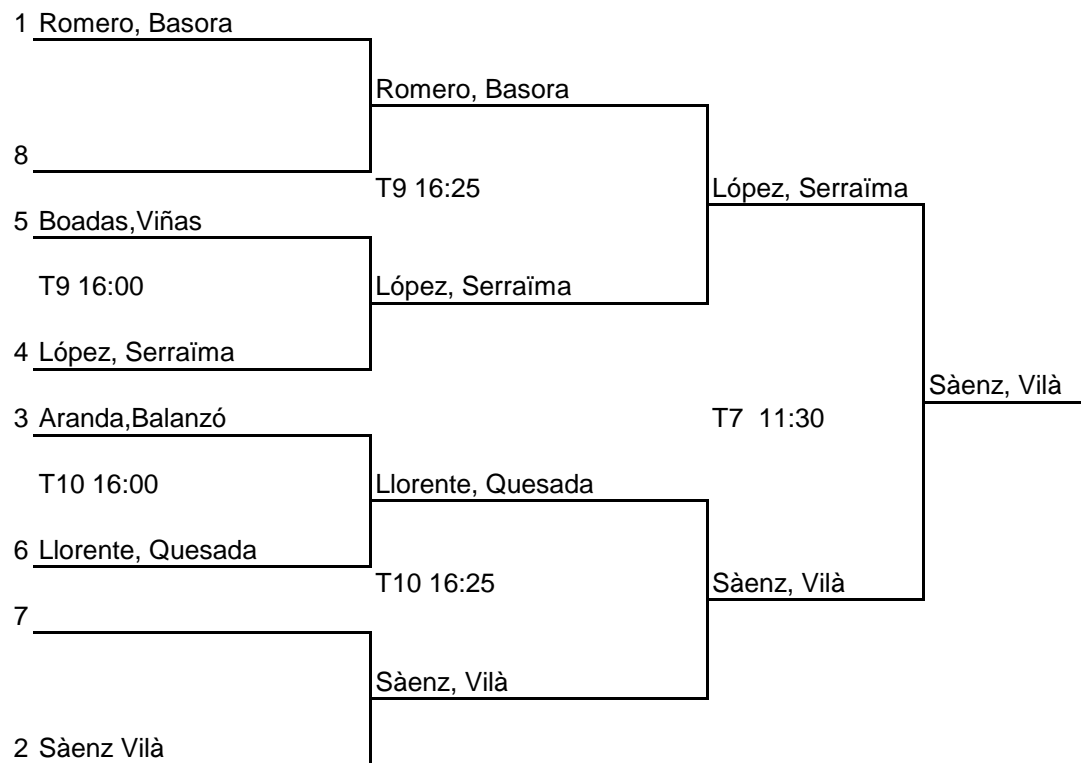 1 Romero, Basora
Romero, Basora
8
T9 16:25
López, Serraïma
5 Boadas,Viñas
T9 16:00
López, Serraïma
4 López, Serraïma
Sàenz, Vilà
3 Aranda,Balanzó
T7 11:30
T10 16:00
Llorente, Quesada
6 Llorente, Quesada
T10 16:25
Sàenz, Vilà
7
Sàenz, Vilà
2 Sàenz Vilà